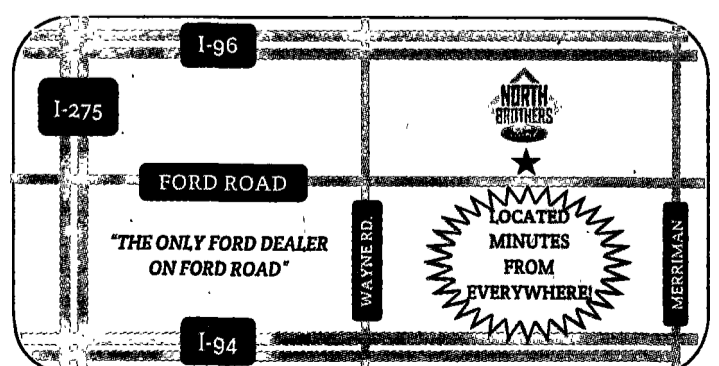 I-96
I-275
NORTH
BROTHERS
FORD ROAD
"THE ONLY FORD DEALER
ON FORD ROAD"
WAYNE RD.
LOCATED
MINUTES
FROM
EVERYWHERE!
MERRIMAN
I-94